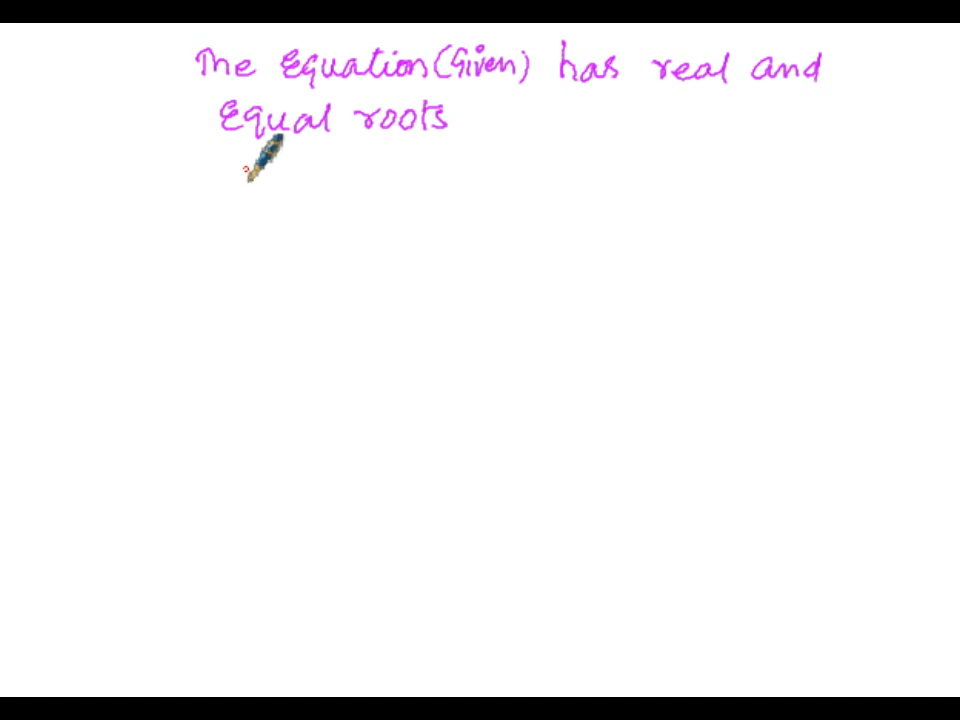 The Equation (Given) has real and
Equal roots